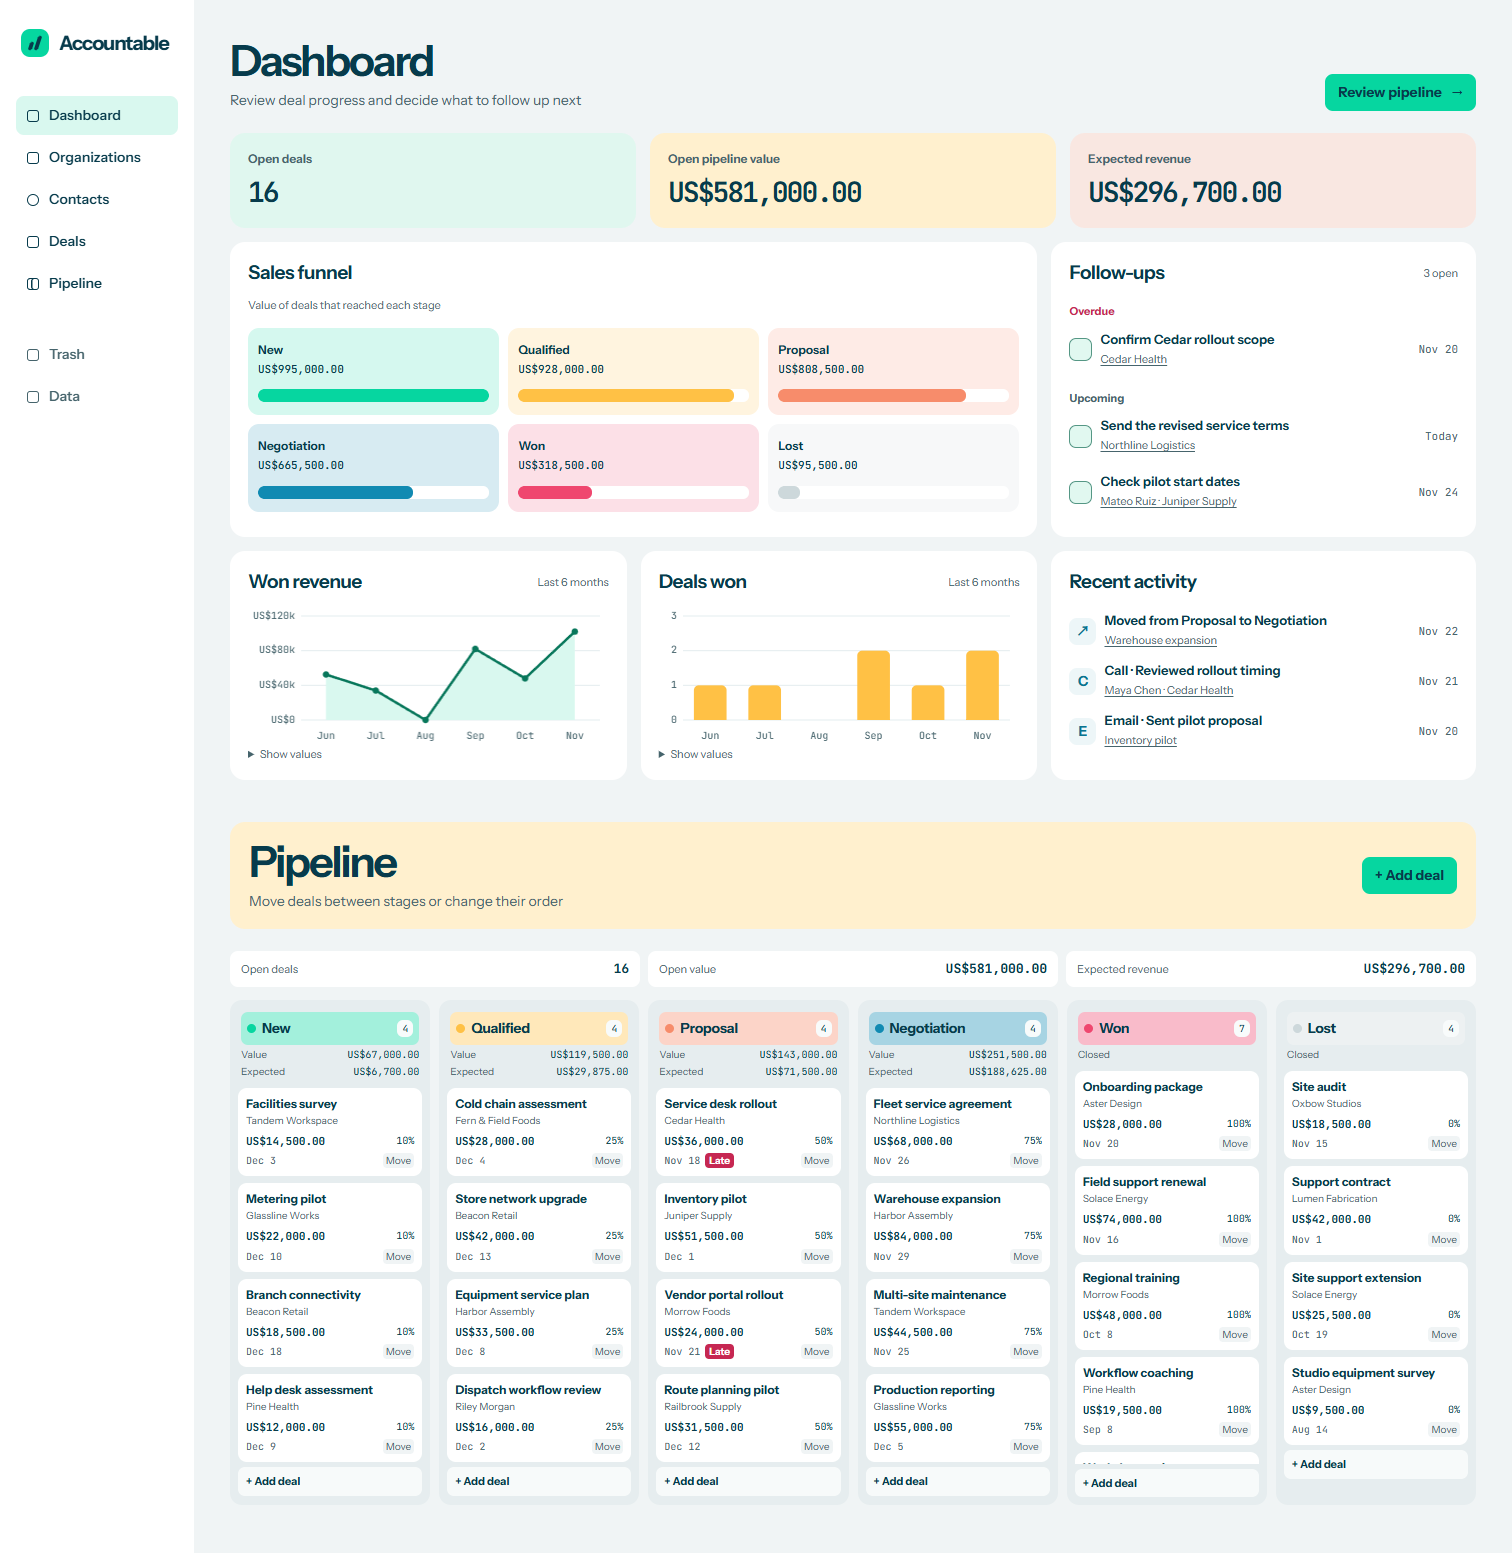 Accountable
Dashboard
Organizations
Contacts
Deals
Pipeline
Trash
Data
Dashboard
Review deal progress and decide what to follow up next
Review pipeline →
Open deals
16
Open pipeline value
US$581,000.00
Expected revenue
US$296,700.00
Sales funnel
Value of deals that reached each stage
New
US$995,000.00
Qualified
US$928,000.00
Proposal
US$808,500.00
Negotiation
US$665,500.00
Won
US$318,500.00
Lost
US$95,500.00
Follow-ups
3 open
Overdue
Confirm Cedar rollout scope
Cedar Health
Nov 20
Upcoming
Send the revised service terms
Northline Logistics
Today
Check pilot start dates
Mateo Ruiz · Juniper Supply
Nov 24
Won revenue
Last 6 months
US$120k
US$80k
US$40k
US$0
Jun Jul Aug Sep Oct Nov
Show values
Deals won
Last 6 months
3
2
1
0
Jun Jul Aug Sep Oct Nov
Show values
Recent activity
↗
Moved from Proposal to Negotiation
Warehouse expansion
Nov 22
C
Call · Reviewed rollout timing
Maya Chen · Cedar Health
Nov 21
E
Email · Sent pilot proposal
Inventory pilot
Nov 20
Pipeline
Move deals between stages or change their order
+ Add deal
Open deals 16
Open value US$581,000.00
Expected revenue US$296,700.00
New 4
Value US$67,000.00
Expected US$6,700.00
Facilities survey
Tandem Workspace
US$14,500.00 10%
Dec 3 Move
Metering pilot
Glassline Works
US$22,000.00 10%
Dec 10 Move
Branch connectivity
Beacon Retail
US$18,500.00 10%
Dec 18 Move
Help desk assessment
Pine Health
US$12,000.00 10%
Dec 9 Move
+ Add deal
Qualified 4
Value US$119,500.00
Expected US$29,875.00
Cold chain assessment
Fern & Field Foods
US$28,000.00 25%
Dec 4 Move
Store network upgrade
Beacon Retail
US$42,000.00 25%
Dec 13 Move
Equipment service plan
Harbor Assembly
US$33,500.00 25%
Dec 8 Move
Dispatch workflow review
Riley Morgan
US$16,000.00 25%
Dec 2 Move
+ Add deal
Proposal 4
Value US$143,000.00
Expected US$71,500.00
Service desk rollout
Cedar Health
US$36,000.00 50%
Nov 18 Late Move
Inventory pilot
Juniper Supply
US$51,500.00 50%
Dec 1 Move
Vendor portal rollout
Morrow Foods
US$24,000.00 50%
Nov 21 Late Move
Route planning pilot
Railbrook Supply
US$31,500.00 50%
Dec 12 Move
+ Add deal
Negotiation 4
Value US$251,500.00
Expected US$188,625.00
Fleet service agreement
Northline Logistics
US$68,000.00 75%
Nov 26 Move
Warehouse expansion
Harbor Assembly
US$84,000.00 75%
Nov 29 Move
Multi-site maintenance
Tandem Workspace
US$44,500.00 75%
Nov 25 Move
Production reporting
Glassline Works
US$55,000.00 75%
Dec 5 Move
+ Add deal
Won 7
Closed
Onboarding package
Aster Design
US$28,000.00 100%
Nov 20 Move
Field support renewal
Solace Energy
US$74,000.00 100%
Nov 16 Move
Regional training
Morrow Foods
US$48,000.00 100%
Oct 8 Move
Workflow coaching
Pine Health
US$19,500.00 100%
Sep 8 Move
+ Add deal
Lost 4
Closed
Site audit
Oxbow Studios
US$18,500.00 0%
Nov 15 Move
Support contract
Lumen Fabrication
US$42,000.00 0%
Nov 1 Move
Site support extension
Solace Energy
US$25,500.00 0%
Oct 19 Move
Studio equipment survey
Aster Design
US$9,500.00 0%
Aug 14 Move
+ Add deal